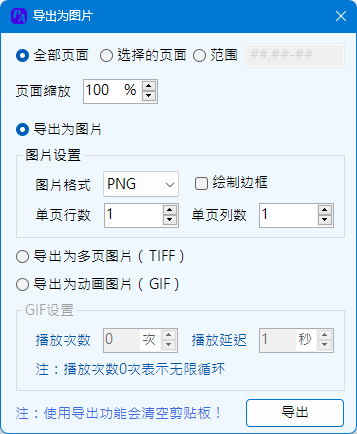 导出为图片
全部页面 选择的页面 范围 ##,##-##
页面缩放 100 %
导出为图片
图片设置
图片格式 PNG 绘制边框
单页行数 1 单页列数 1
导出为多页图片（TIFF）
导出为动画图片（GIF）
GIF设置
播放次数 0 次 播放延迟 1 秒
注：播放次数0次表示无限循环
注：使用导出功能会清空剪贴板！ 导出